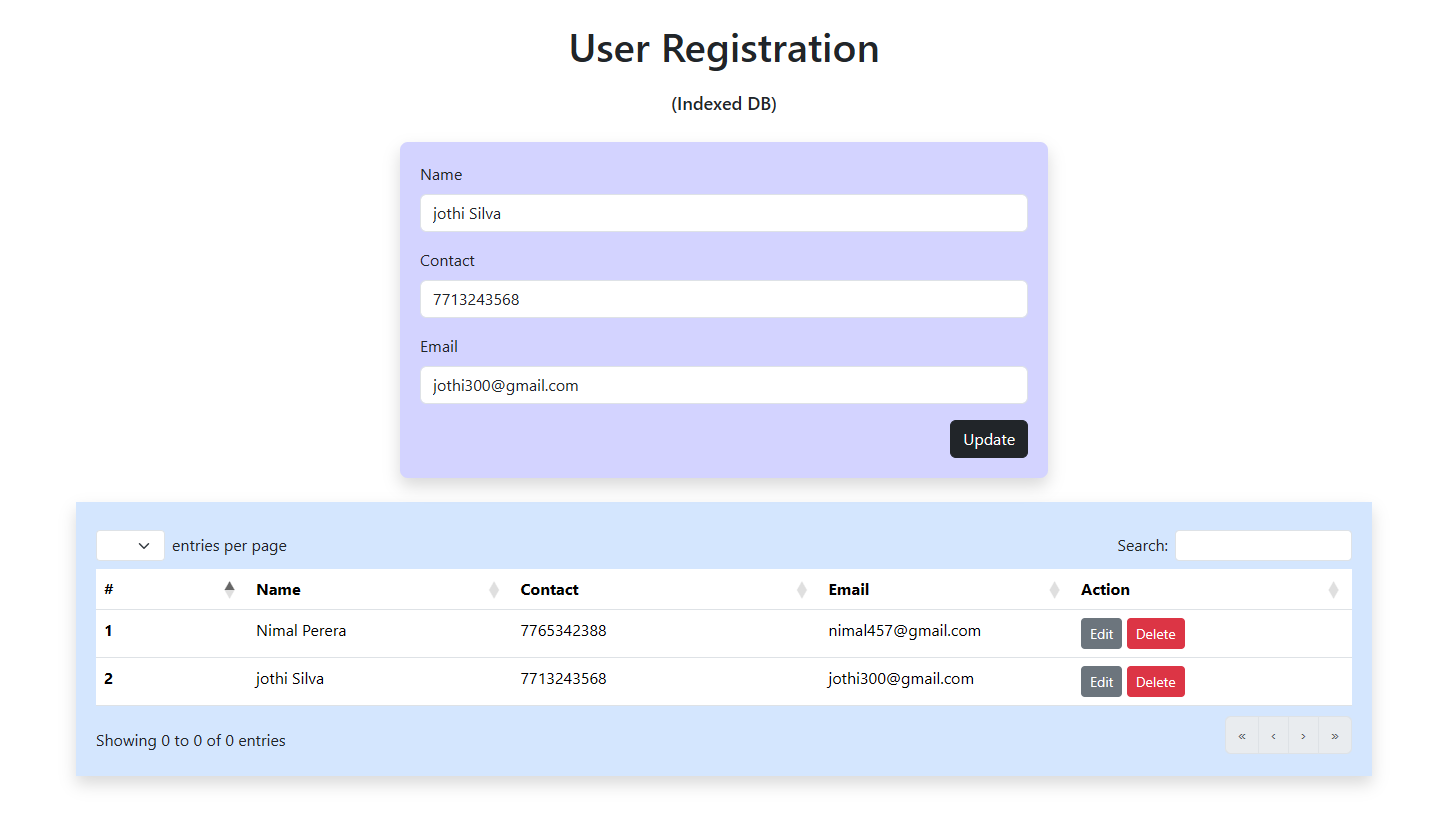 User Registration
(Indexed DB)
Name
jothi Silva
Contact
7713243568
Email
jothi300@gmail.com
Update
entries per page Search:
# Name Contact Email Action
1 Nimal Perera 7765342388 nimal457@gmail.com Edit Delete
2 jothi Silva 7713243568 jothi300@gmail.com Edit Delete
Showing 0 to 0 of 0 entries « ‹ › »